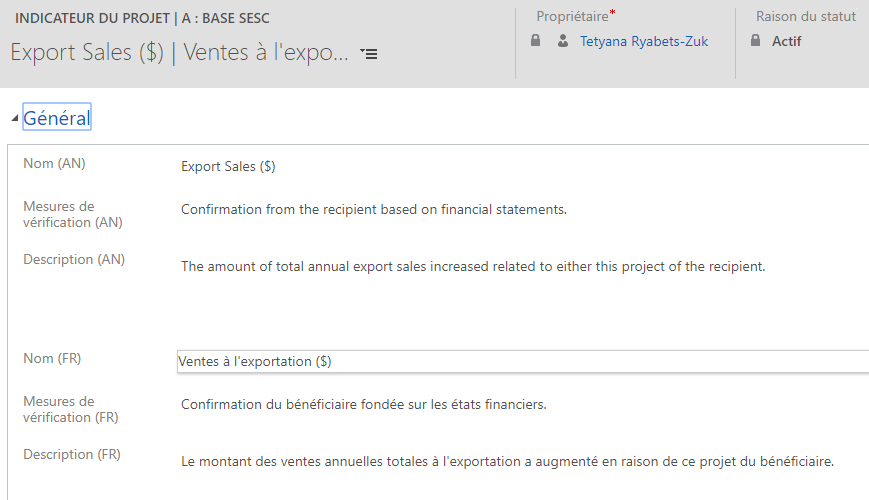 INDICATEUR DU PROJET | A : BASE SESC
Export Sales ($) | Ventes à l'expo...
Propriétaire*
Tetyana Ryabets-Zuk
Raison du statut
Actif
Général
Nom (AN)
Export Sales ($)
Mesures de
vérification (AN)
Confirmation from the recipient based on financial statements.
Description (AN)
The amount of total annual export sales increased related to either this project of the recipient.
Nom (FR)
Ventes à l'exportation ($)
Mesures de
vérification (FR)
Confirmation du bénéficiaire fondée sur les états financiers.
Description (FR)
Le montant des ventes annuelles totales à l'exportation a augmenté en raison de ce projet du bénéficiaire.